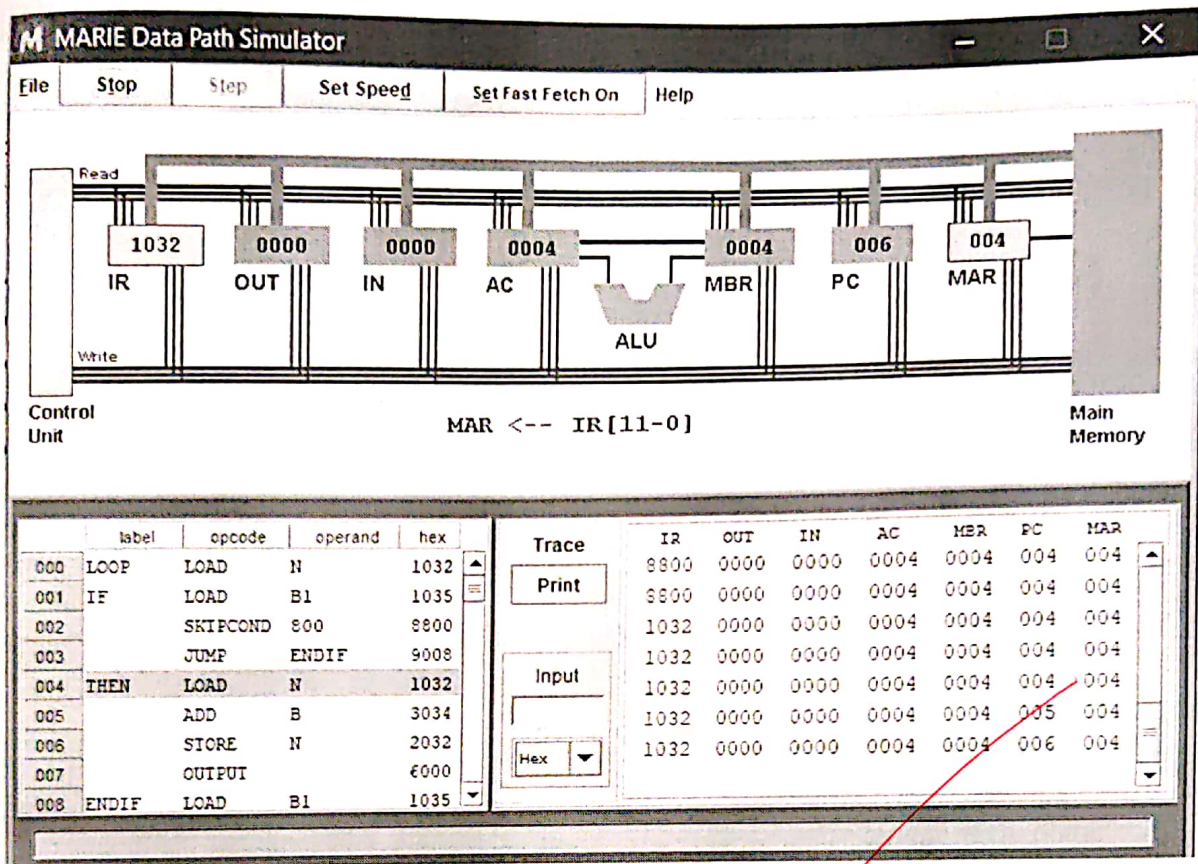 M MARIE Data Path Simulator
File Stop Step Set Speed Set Fast Fetch On Help
Read
1032 0000 0000 0004 0004 006 004
IR OUT IN AC MBR PC MAR
ALU
Write
Control Unit
MAR <-- IR[11-0]
Main Memory
label opcode operand hex
000 LOOP LOAD N 1032
001 IF LOAD B1 1035
002 SKIPCOND 800 8800
003 JUMP ENDIF 9008
004 THEN LOAD N 1032
005 ADD B 3034
006 STORE N 2032
007 OUTPUT 6000
008 ENDIF LOAD B1 1035
Trace
Print
Input
Hex
IR OUT IN AC MBR PC MAR
8800 0000 0000 0004 0004 004 004
8800 0000 0000 0004 0004 004 004
1032 0000 0000 0004 0004 004 004
1032 0000 0000 0004 0004 004 004
1032 0000 0000 0004 0004 004 004
1032 0000 0000 0004 0004 005 004
1032 0000 0000 0004 0004 006 004